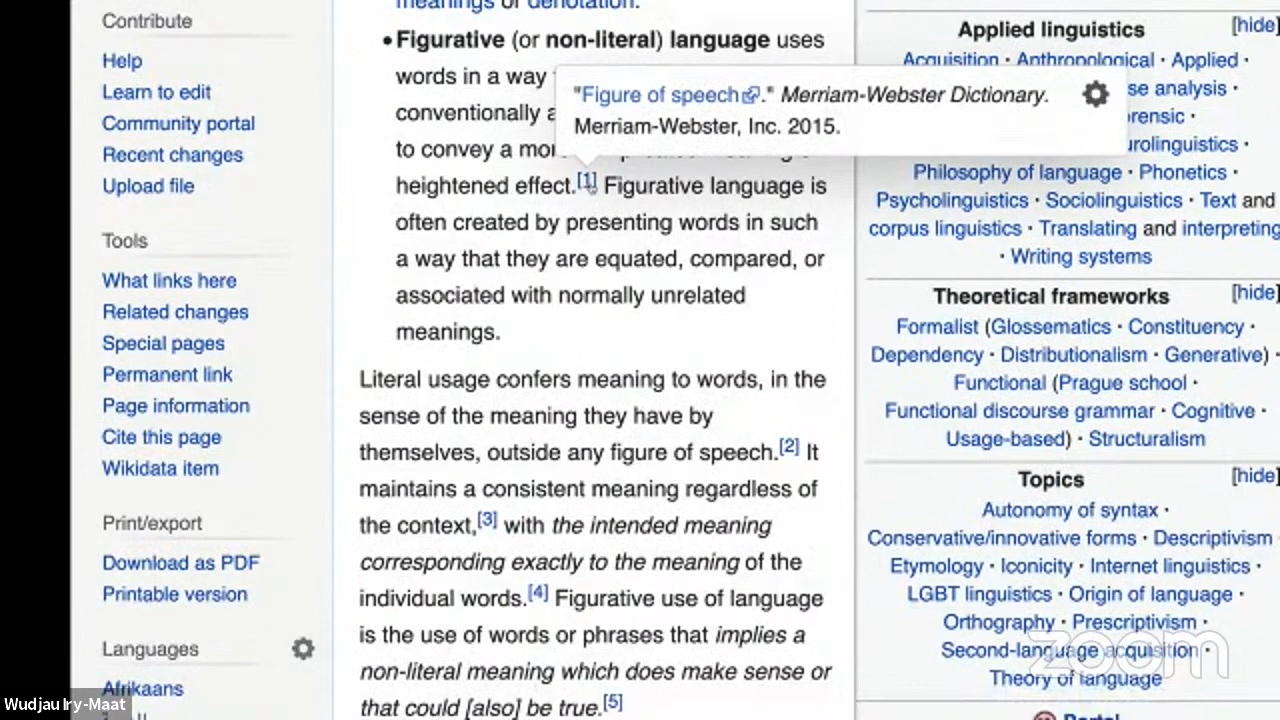 Contribute
Help
Learn to edit
Community portal
Recent changes
Upload file
Tools
What links here
Related changes
Special pages
Permanent link
Page information
Cite this page
Wikidata item
Print/export
Download as PDF
Printable version
Languages
Afrikaans
meanings or denotation.
•Figurative (or non-literal) language uses
words in a way
conventionally
to convey a
heightened effect.[1] Figurative language is
often created by presenting words in such
a way that they are equated, compared, or
associated with normally unrelated
meanings.
Literal usage confers meaning to words, in the
sense of the meaning they have by
themselves, outside any figure of speech.[2] It
maintains a consistent meaning regardless of
the context,[3] with the intended meaning
corresponding exactly to the meaning of the
individual words.[4] Figurative use of language
is the use of words or phrases that implies a
non-literal meaning which does make sense or
that could [also] be true.[5]
"Figure of speech." Merriam-Webster Dictionary.
Merriam-Webster, Inc. 2015.
Applied linguistics [hide]
Acquisition · Anthropological · Applied ·
se analysis ·
rensic ·
urolinguistics ·
Philosophy of language · Phonetics ·
Psycholinguistics · Sociolinguistics · Text and
corpus linguistics · Translating and interpreting
· Writing systems
Theoretical frameworks [hide]
Formalist (Glossematics · Constituency ·
Dependency · Distributionalism · Generative) ·
Functional (Prague school ·
Functional discourse grammar · Cognitive ·
Usage-based) · Structuralism
Topics [hide]
Autonomy of syntax ·
Conservative/innovative forms · Descriptivism ·
Etymology · Iconicity · Internet linguistics ·
LGBT linguistics · Origin of language ·
Orthography · Prescriptivism ·
Second-language acquisition ·
Theory of language
Portal
zoom
Wudjau Iry-Maat